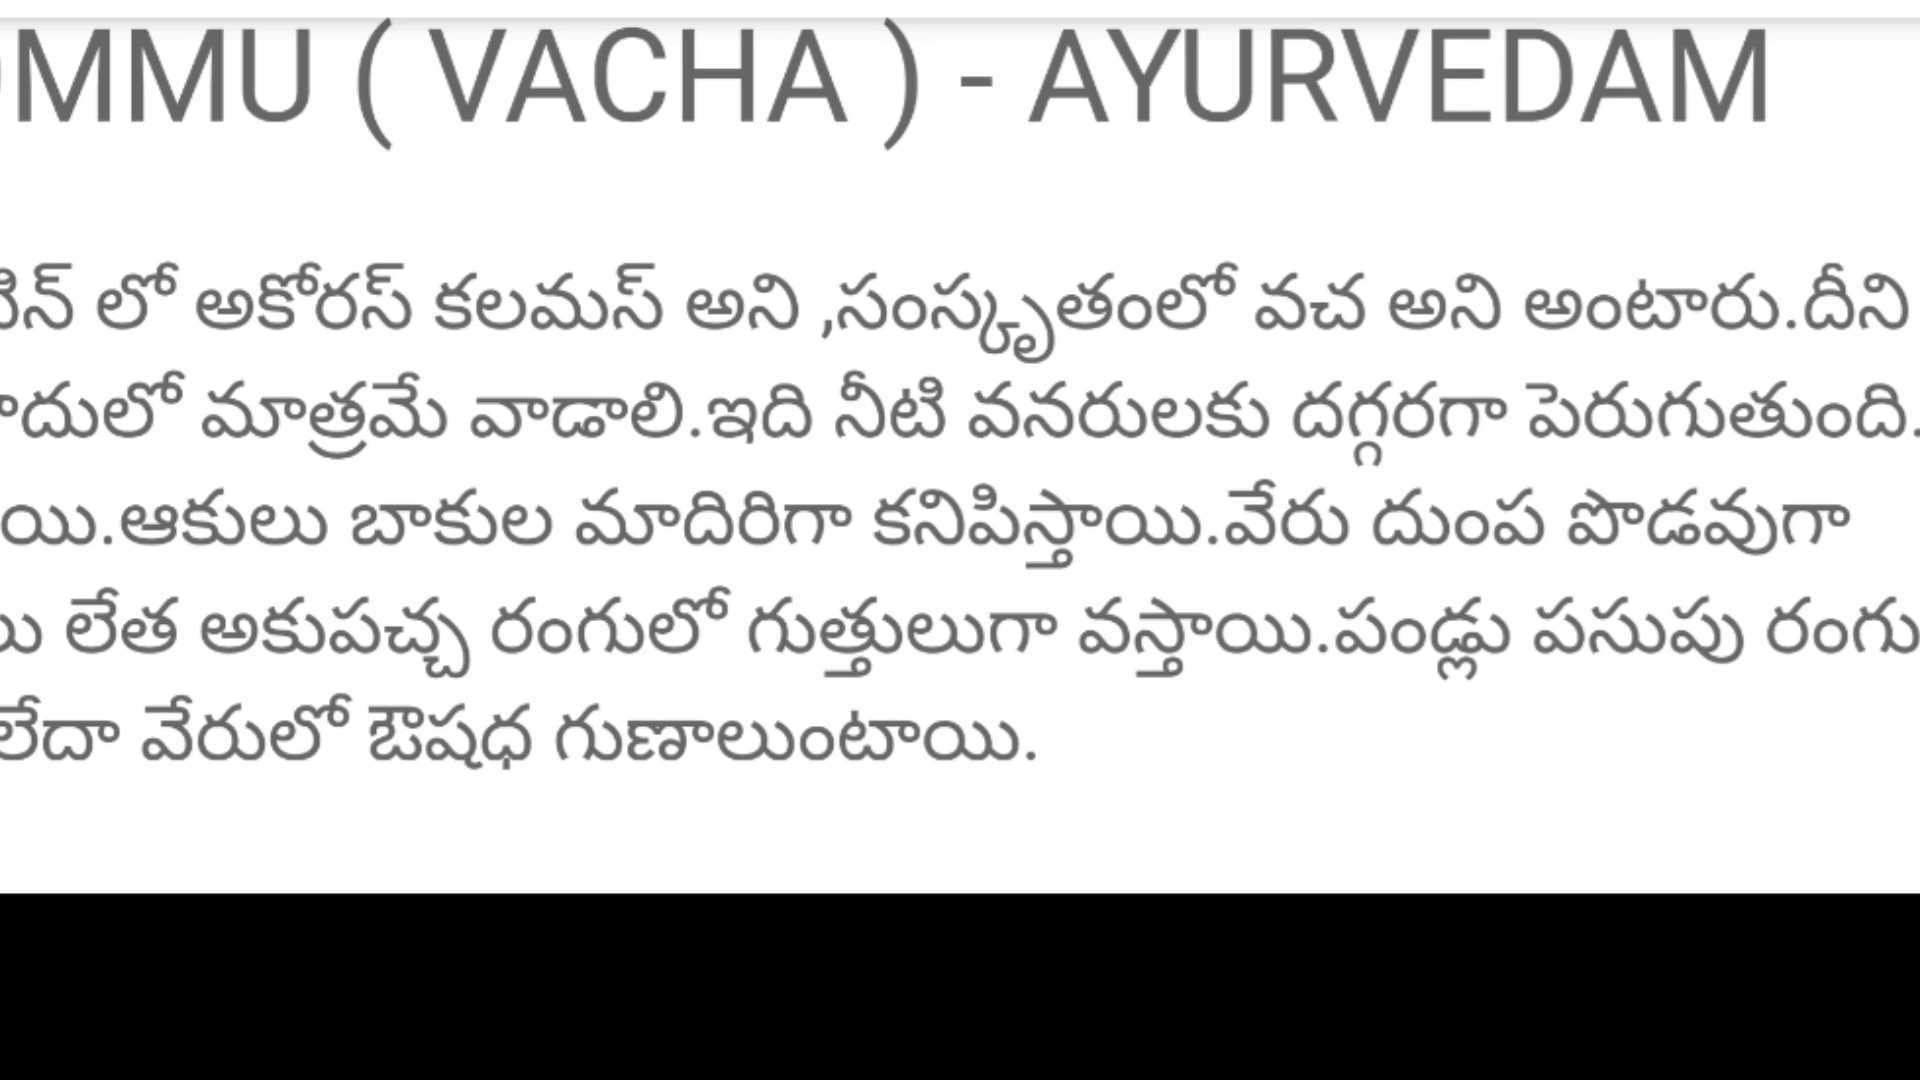 OMMU ( VACHA ) - AYURVEDAM
లో అకోరస్ కలమస్ అని ,సంస్కృతంలో వచ అని అంటారు.దీని
మాత్రమే వాడాలి.ఇది నీటి వనరులకు దగ్గరగా పెరుగుతుంది.
యి.ఆకులు బాకుల మాదిరిగా కనిపిస్తాయి.వేరు దుంప పొడవుగా
లేత అకుపచ్చ రంగులో గుత్తులుగా వస్తాయి.పండ్లు పసుపు రంగు
లేదా వేరులో ఔషధ గుణాలుంటాయి.